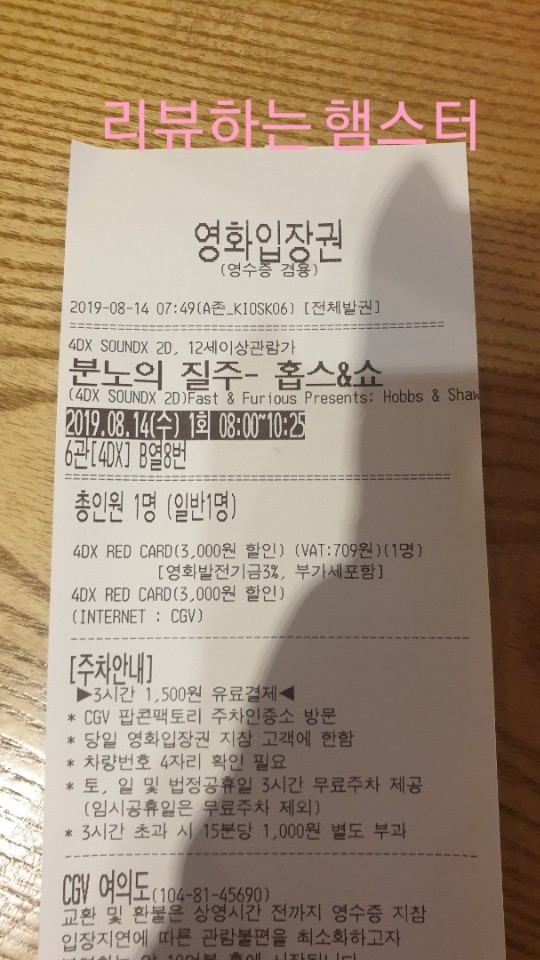 리뷰하는 햄스터
영화입장권
(영수증 겸용)
2019-08-14 07:49(A존_KIOSK06) [전체발권]
4DX SOUNDX 2D, 12세이상관람가
분노의 질주- 홉스&쇼
(4DX SOUNDX 2D)Fast & Furious Presents: Hobbs & Shaw
2019.08.14(수) 1회 08:00~10:25
6관[4DX] B열8번
총인원 1명 (일반1명)
4DX RED CARD(3,000원 할인) (VAT:709원)(1명)
[영화발전기금3%, 부가세포함]
4DX RED CARD(3,000원 할인)
(INTERNET : CGV)
[주차안내]
▶3시간 1,500원 유료결제◀
* CGV 팝콘팩토리 주차인증소 방문
* 당일 영화입장권 지참 고객에 한함
* 차량번호 4자리 확인 필요
* 토, 일 및 법정공휴일 3시간 무료주차 제공
(임시공휴일은 무료주차 제외)
* 3시간 초과 시 15분당 1,000원 별도 부과
CGV 여의도(104-81-45690)
교환 및 환불은 상영시간 전까지 영수증 지참
입장지연에 따른 관람불편을 최소화하고자